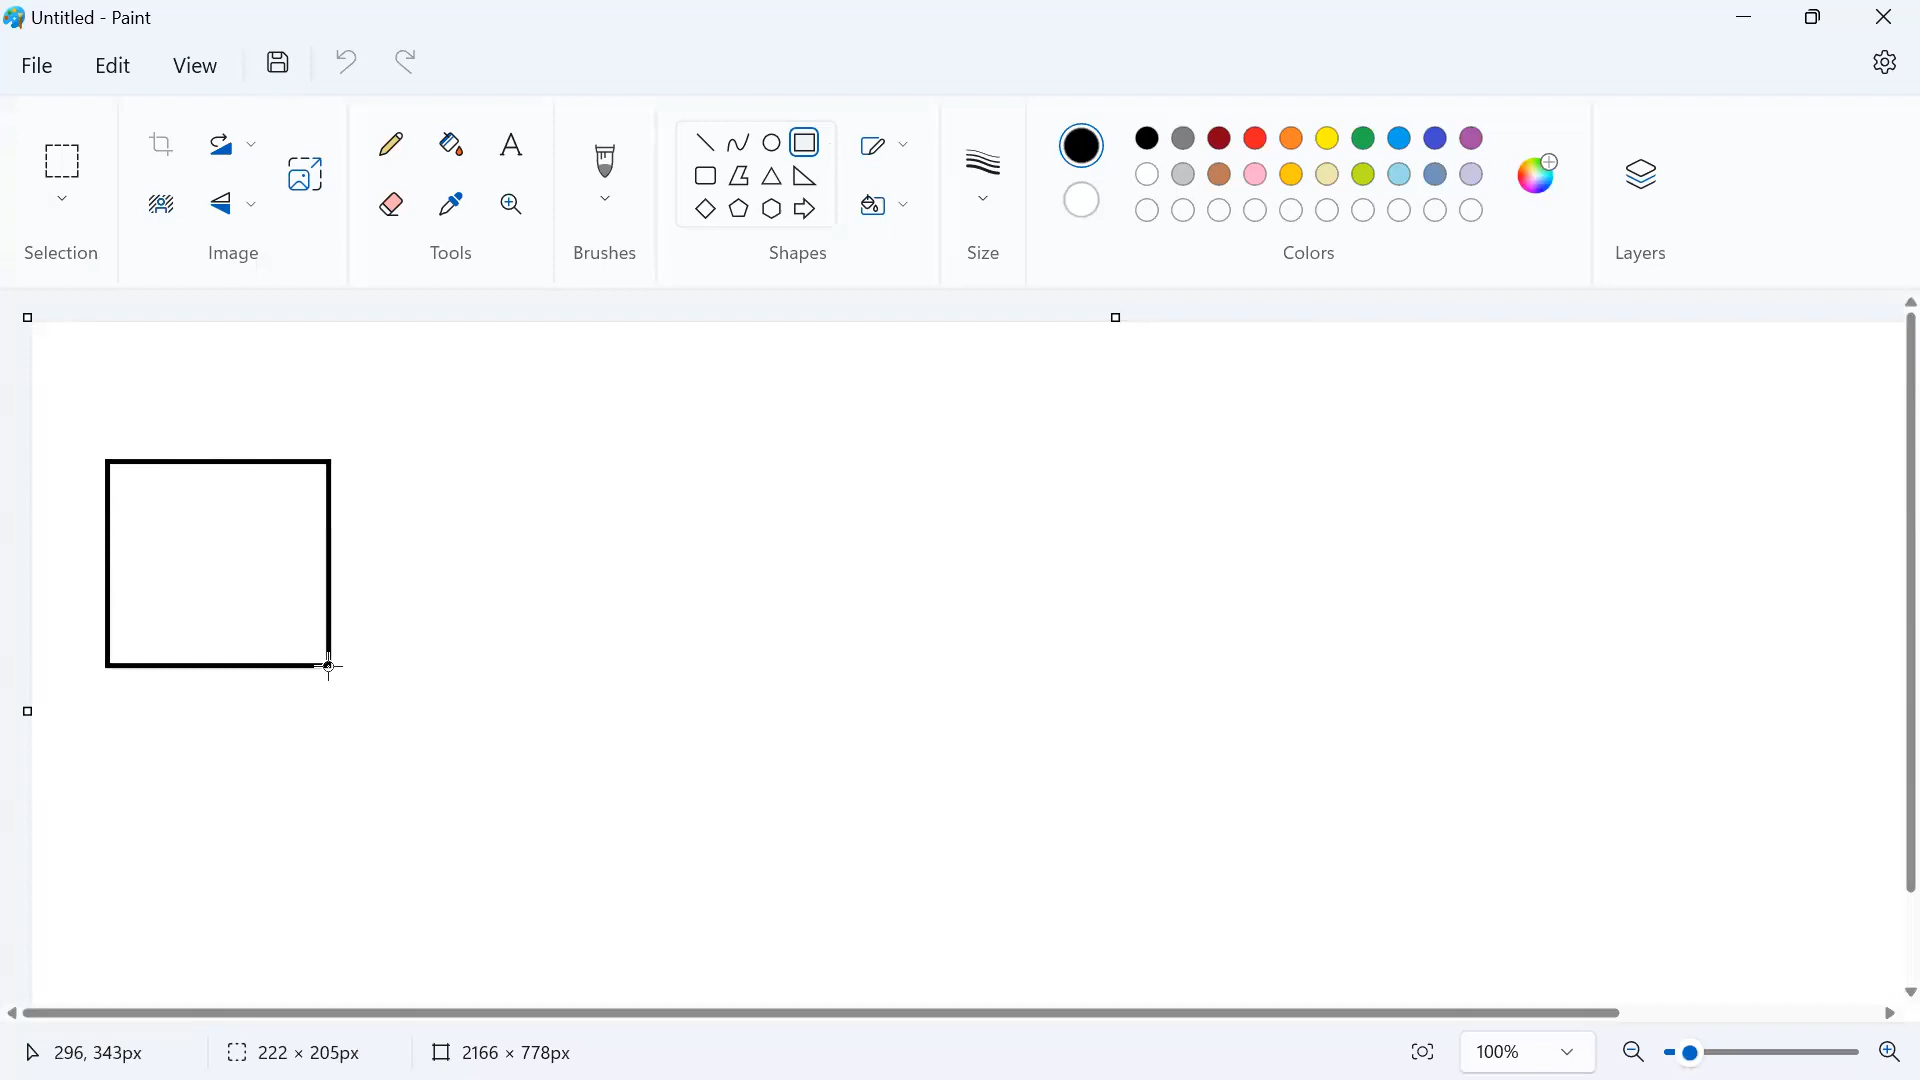 Untitled - Paint
File Edit View
Selection Image Tools Brushes Shapes Size Colors Layers
296, 343px 222 × 205px 2166 × 778px 100%